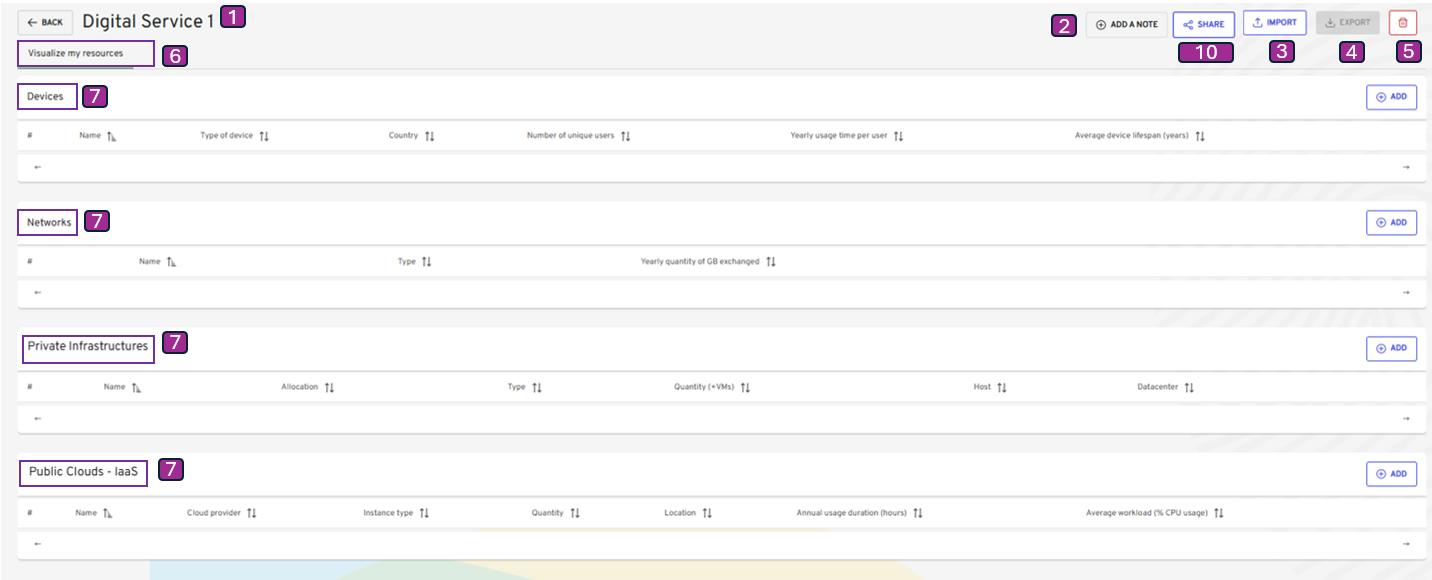 ← BACK Digital Service 1 1 2 ADD A NOTE SHARE IMPORT EXPORT
Visualize my resources 6 10 3 4 5
Devices 7 ADD
# Name Type of device Country Number of unique users Yearly usage time per user Average device lifespan (years)
← →
Networks 7 ADD
# Name Type Yearly quantity of GB exchanged
← →
Private Infrastructures 7 ADD
# Name Allocation Type Quantity (+VMs) Host Datacenter
← →
Public Clouds - IaaS 7 ADD
# Name Cloud provider Instance type Quantity Location Annual usage duration (hours) Average workload (% CPU usage)
← →